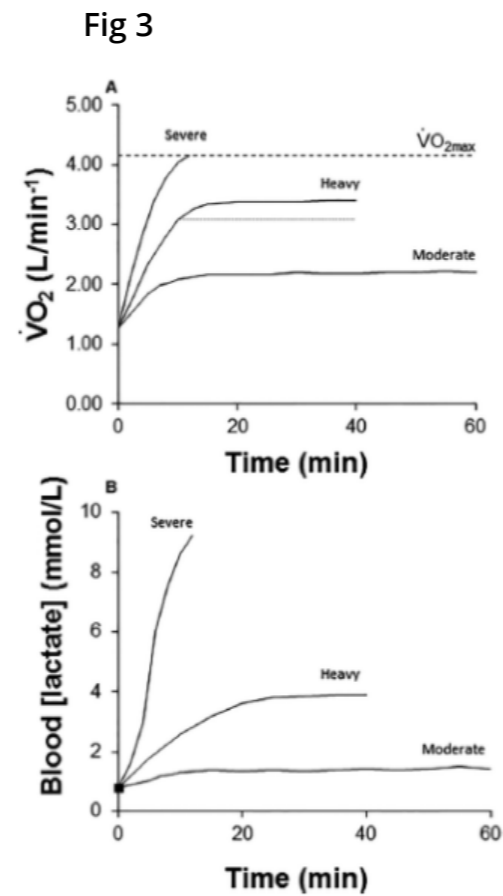 Fig 3
A
5.00
Severe
V̇O2max
4.00
Heavy
3.00
Moderate
2.00
1.00
0.00
0 20 40 60
V̇O2 (L/min-1)
Time (min)
B
10
Severe
8
6
Heavy
4
Moderate
2
0
0 20 40 60
Blood [lactate] (mmol/L)
Time (min)